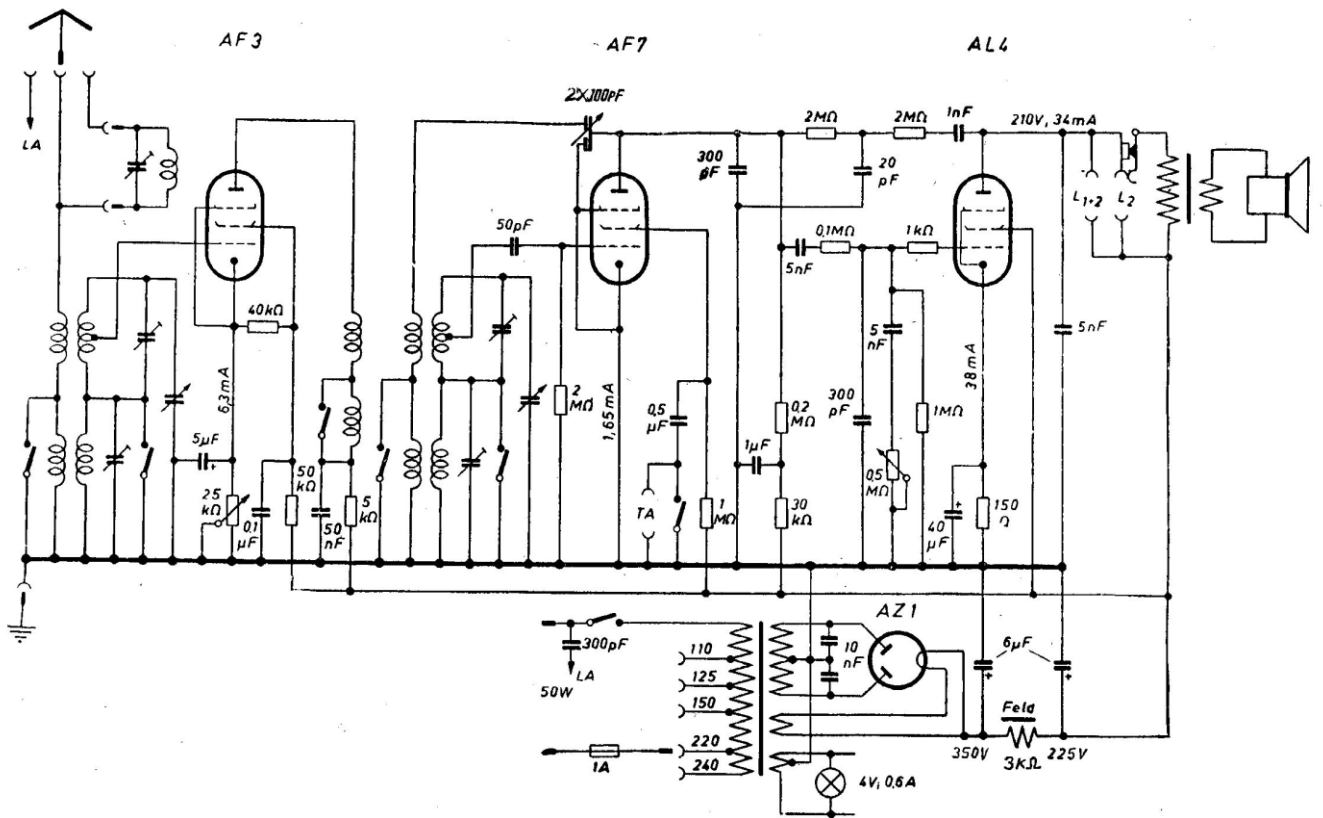 AF3
AF7
AL4
2X100pF
LA
300
pF
2MΩ
2MΩ
1nF
20
pF
210V, 34mA
L1+2
L2
50pF
0,1MΩ
5nF
1kΩ
40kΩ
6,3mA
2
MΩ
1,65mA
0,5
µF
5
nF
300
pF
38mA
5nF
0,2
MΩ
1MΩ
5µF
+
25
kΩ
0,1
µF
50
kΩ
50
nF
5
kΩ
TA
1
MΩ
1µF
30
kΩ
0,5
MΩ
40
µF
+
150
Ω
AZ1
300pF
LA
50W
110
125
150
220
240
1A
10
nF
6µF
+
+
Feld
350V
3KΩ
225V
4V; 0,6A